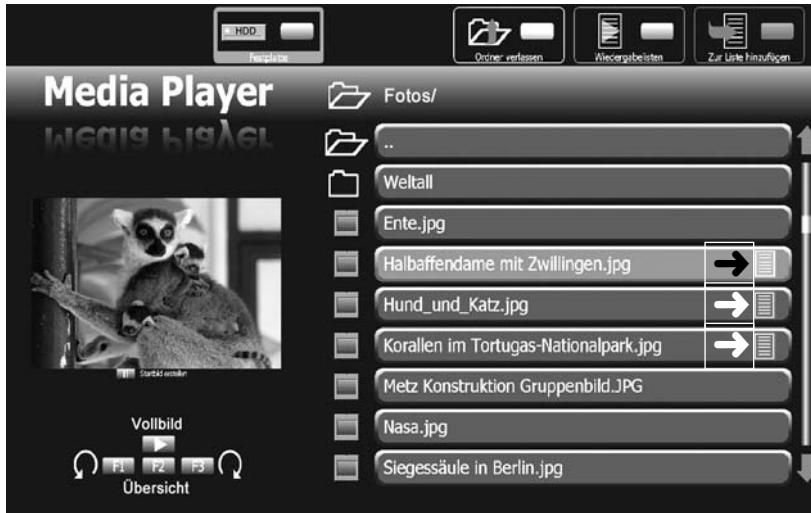 HDD
Festplatte
Ordner verlassen
Wiedergabelisten
Zur Liste hinzufügen
Media Player
Fotos/
..
Weltall
Ente.jpg
Halbaffendame mit Zwillingen.jpg
Hund_und_Katz.jpg
Korallen im Tortugas-Nationalpark.jpg
Metz Konstruktion Gruppenbild.JPG
Nasa.jpg
Siegessäule in Berlin.jpg
Startbild erstellen
Vollbild
F1 F2 F3
Übersicht